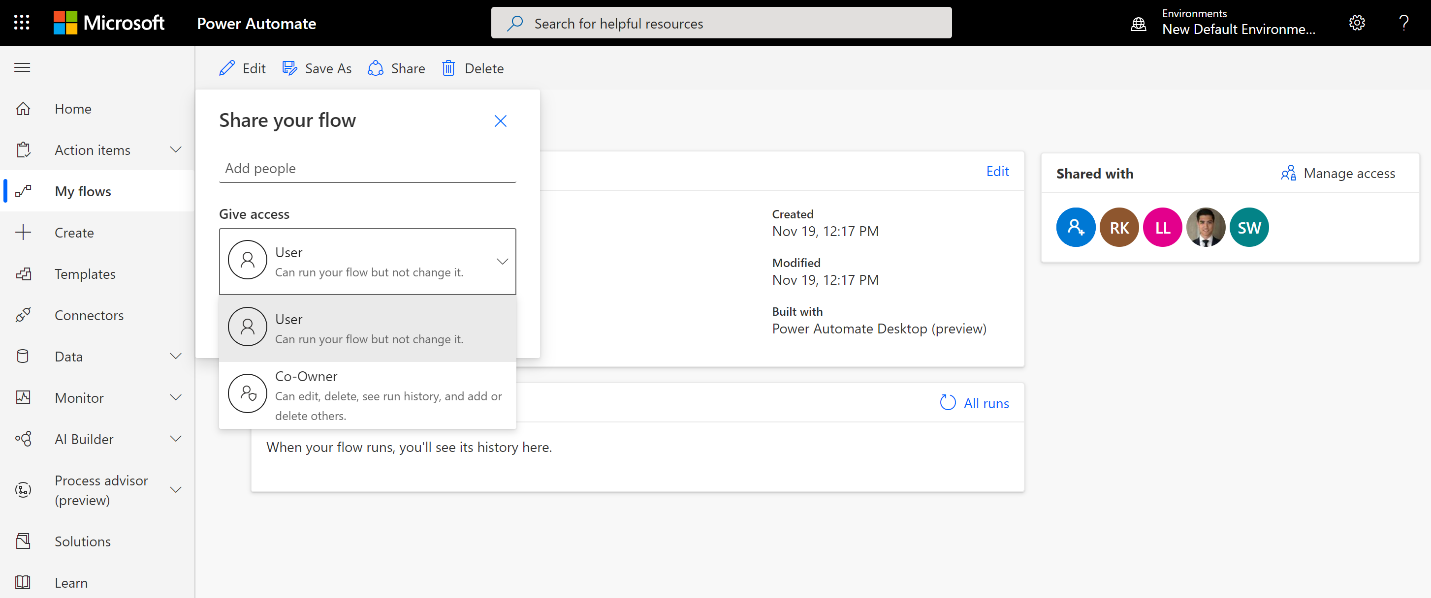 Microsoft
Power Automate
Search for helpful resources
Environments
New Default Environme...
?
Home
Action items
My flows
Create
Templates
Connectors
Data
Monitor
AI Builder
Process advisor
(preview)
Solutions
Learn
Edit
Save As
Share
Delete
Share your flow
Add people
Give access
User
Can run your flow but not change it.
User
Can run your flow but not change it.
Co-Owner
Can edit, delete, see run history, and add or
delete others.
Edit
Created
Nov 19, 12:17 PM
Modified
Nov 19, 12:17 PM
Built with
Power Automate Desktop (preview)
All runs
When your flow runs, you'll see its history here.
Shared with
Manage access
RK
LL
SW